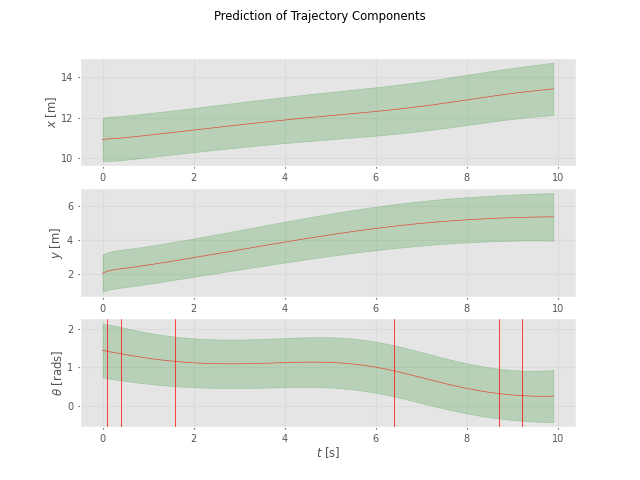 Prediction of Trajectory Components
14
12
10
x [m]
0 2 4 6 8 10
6
4
2
y [m]
0 2 4 6 8 10
2
1
0
θ [rads]
0 2 4 6 8 10
t [s]